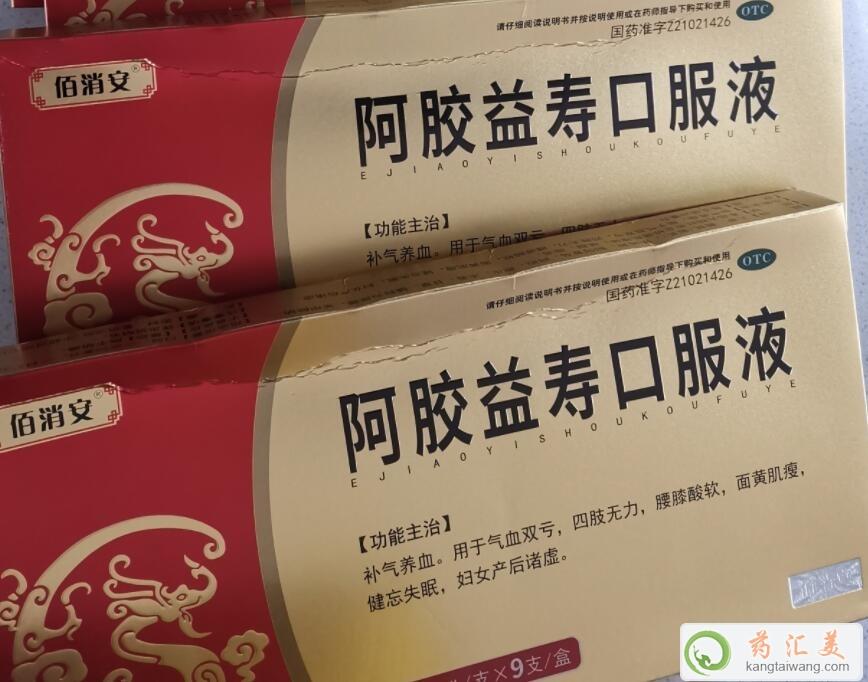 请仔细阅读说明书并按说明使用或在药师指导下购买和使用
OTC
国药准字Z21021426
佰消安®
阿胶益寿口服液
EJIAOYISHOUKOUFUYE
【功能主治】
补气养血。用于气血双亏，四肢
请仔细阅读说明书并按说明使用或在药师指导下购买和使用
OTC
国药准字Z21021426
佰消安®
阿胶益寿口服液
EJIAOYISHOUKOUFUYE
【功能主治】
补气养血。用于气血双亏，四肢无力，腰膝酸软，面黄肌瘦，
健忘失眠，妇女产后诸虚。
/支×9支/盒
药汇美
kangtaiwang.com